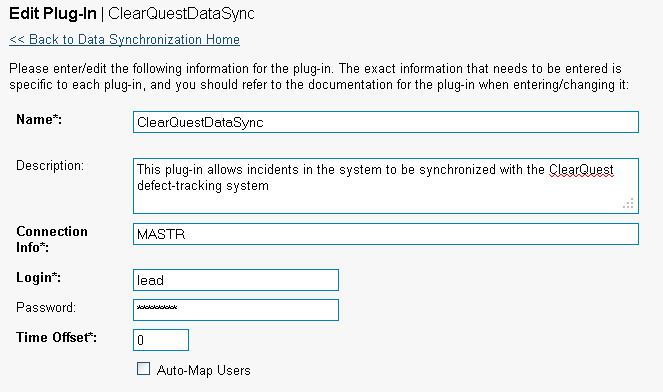 Edit Plug-In | ClearQuestDataSync
<< Back to Data Synchronization Home
Please enter/edit the following information for the plug-in. The exact information that needs to be entered is
specific to each plug-in, and you should refer to the documentation for the plug-in when entering/changing it:
Name*: ClearQuestDataSync
Description: This plug-in allows incidents in the system to be synchronized with the ClearQuest
defect-tracking system
Connection
Info*: MASTR
Login*: lead
Password: ********
Time Offset*: 0
Auto-Map Users